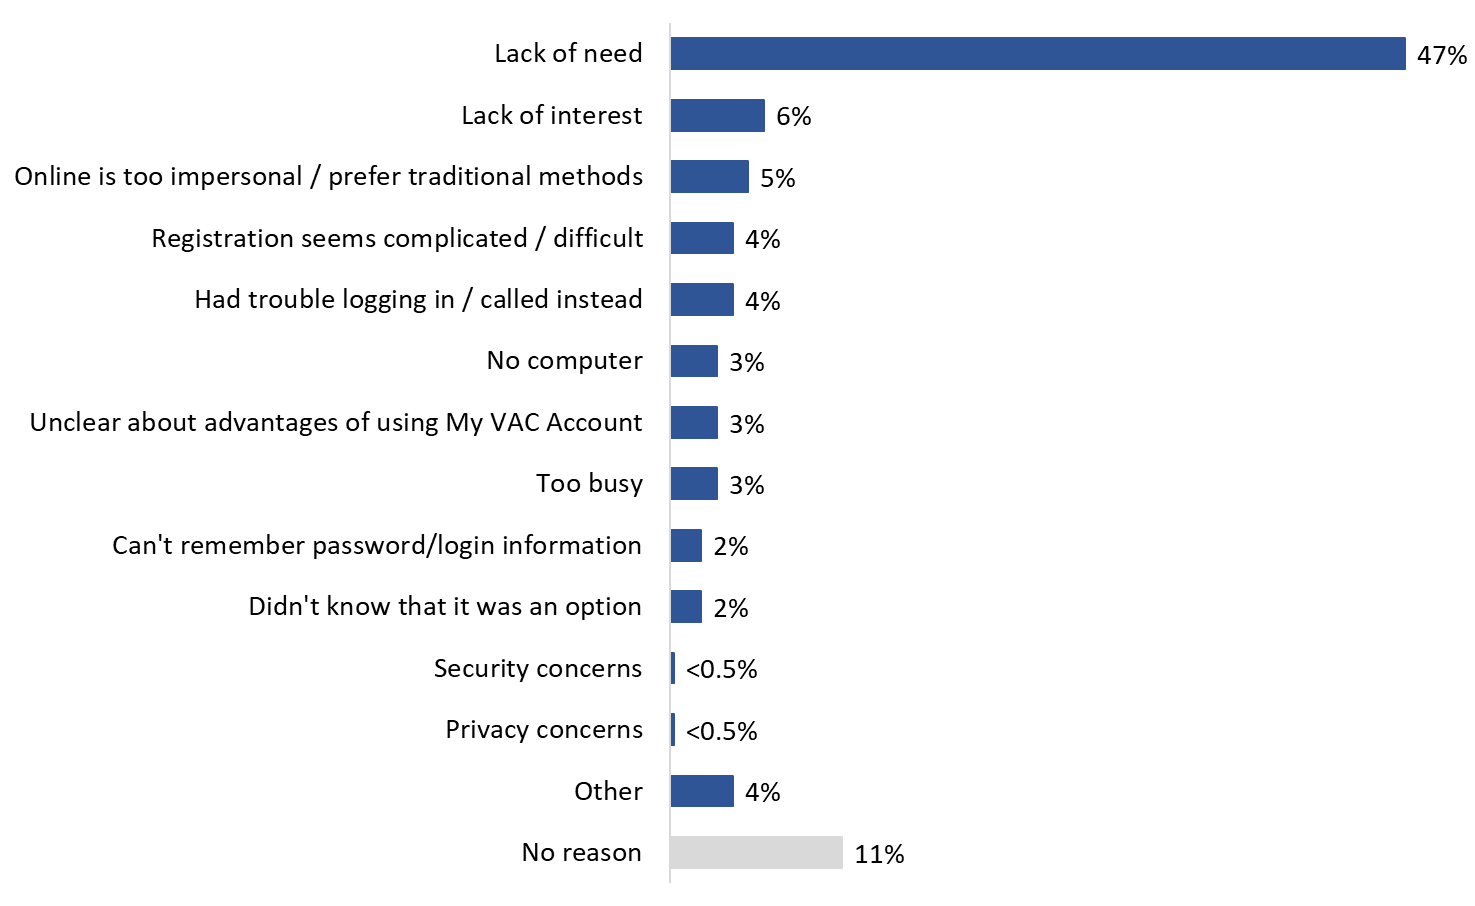 Lack of need 47%
Lack of interest 6%
Online is too impersonal / prefer traditional methods 5%
Registration seems complicated / difficult 4%
Had trouble logging in / called instead 4%
No computer 3%
Unclear about advantages of using My VAC Account 3%
Too busy 3%
Can't remember password/login information 2%
Didn't know that it was an option 2%
Security concerns <0.5%
Privacy concerns <0.5%
Other 4%
No reason 11%